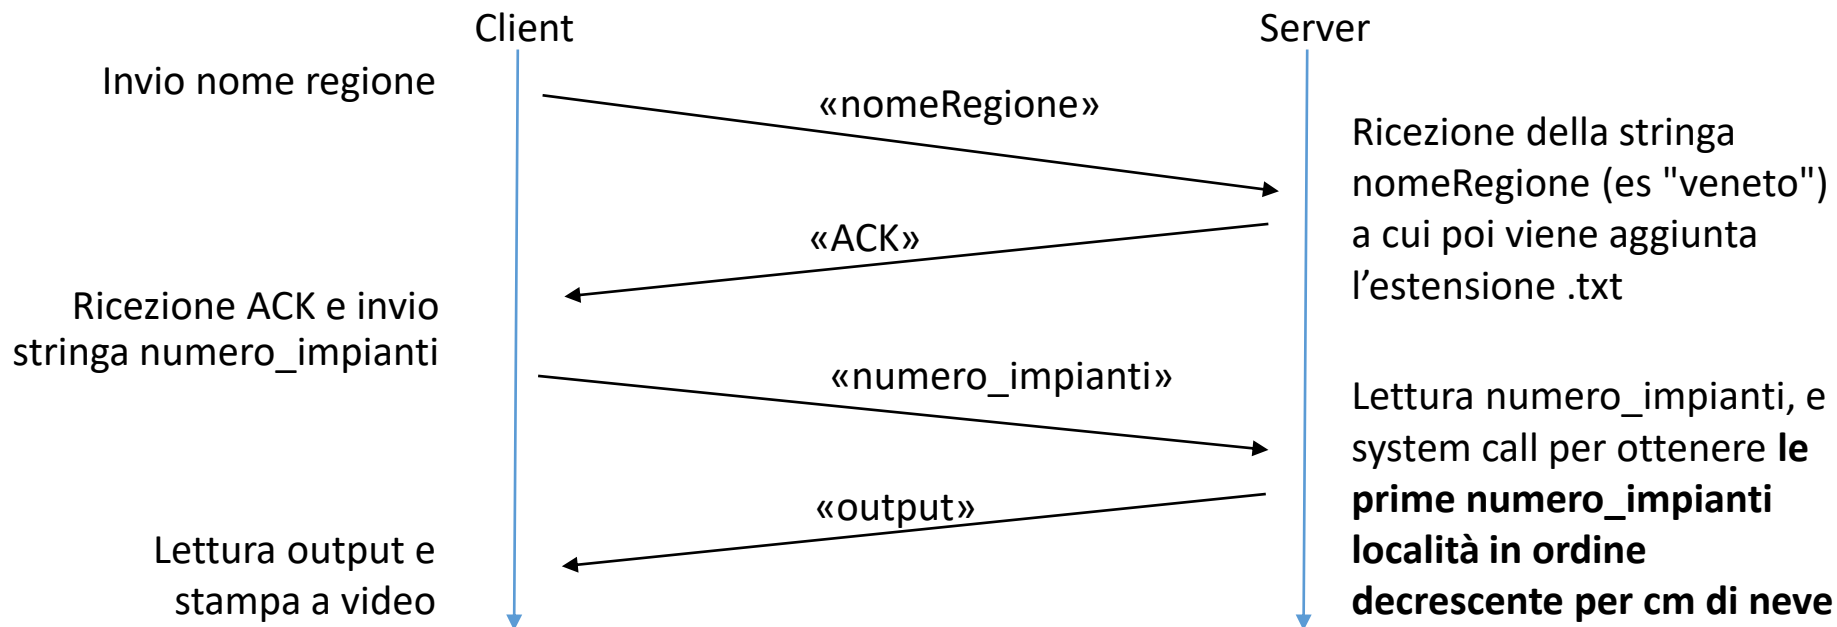 Client
Server
Invio nome regione
«nomeRegione»
Ricezione della stringa
nomeRegione (es "veneto")
a cui poi viene aggiunta
l’estensione .txt
«ACK»
Ricezione ACK e invio
stringa numero_impianti
«numero_impianti»
Lettura numero_impianti, e
system call per ottenere le
prime numero_impianti
località in ordine
decrescente per cm di neve
«output»
Lettura output e
stampa a video